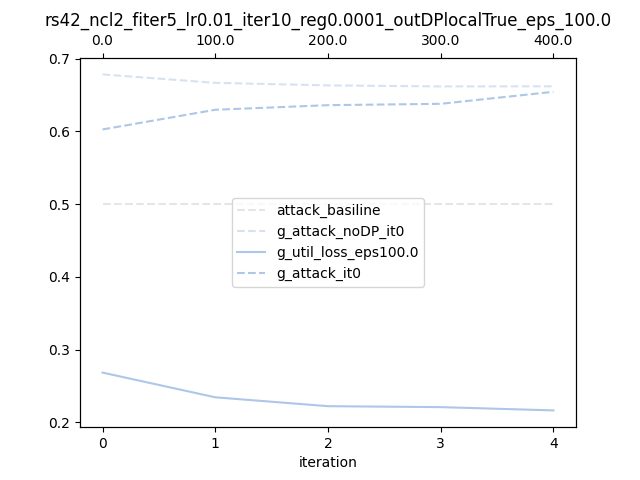 rs42_ncl2_fiter5_lr0.01_iter10_reg0.0001_outDPlocalTrue_eps_100.0
0.0 100.0 200.0 300.0 400.0
0.7
0.6
0.5
0.4
0.3
0.2
attack_basiline
g_attack_noDP_it0
g_util_loss_eps100.0
g_attack_it0
0 1 2 3 4
iteration